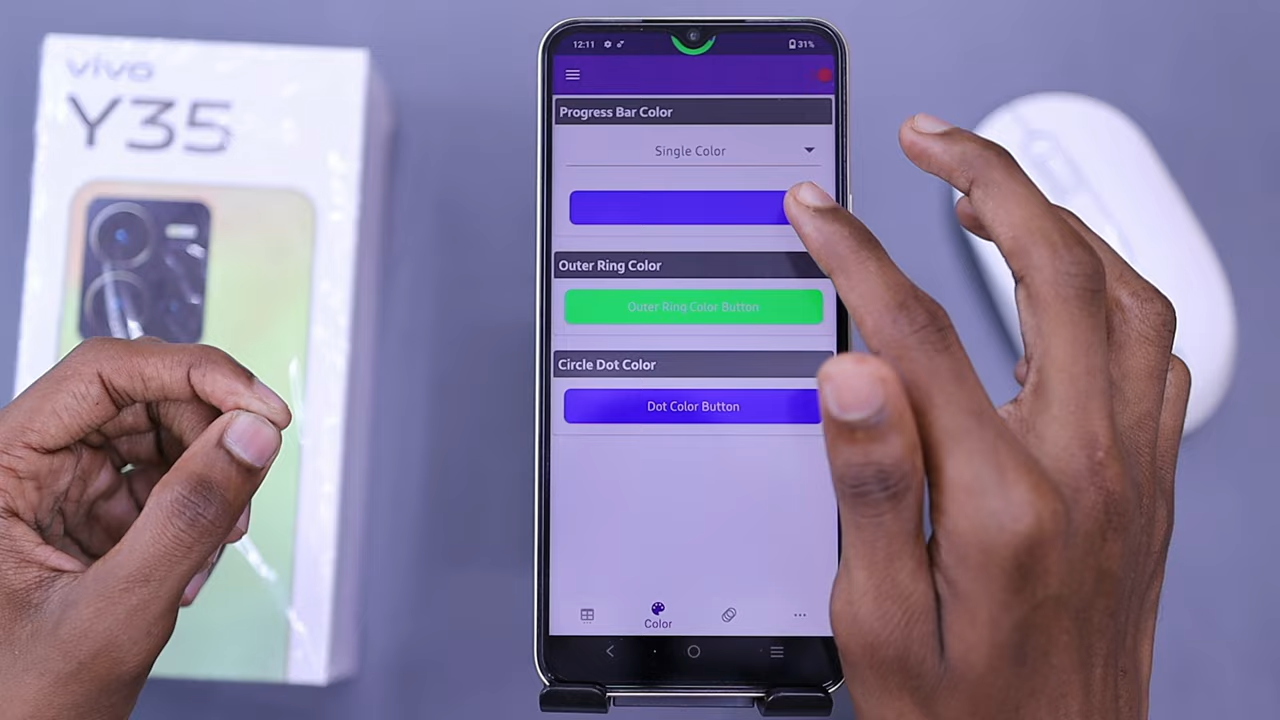 vivo
Y35
12:11
31%
Progress Bar Color
Single Color
Outer Ring Color
Outer Ring Color Button
Circle Dot Color
Dot Color Button
Color